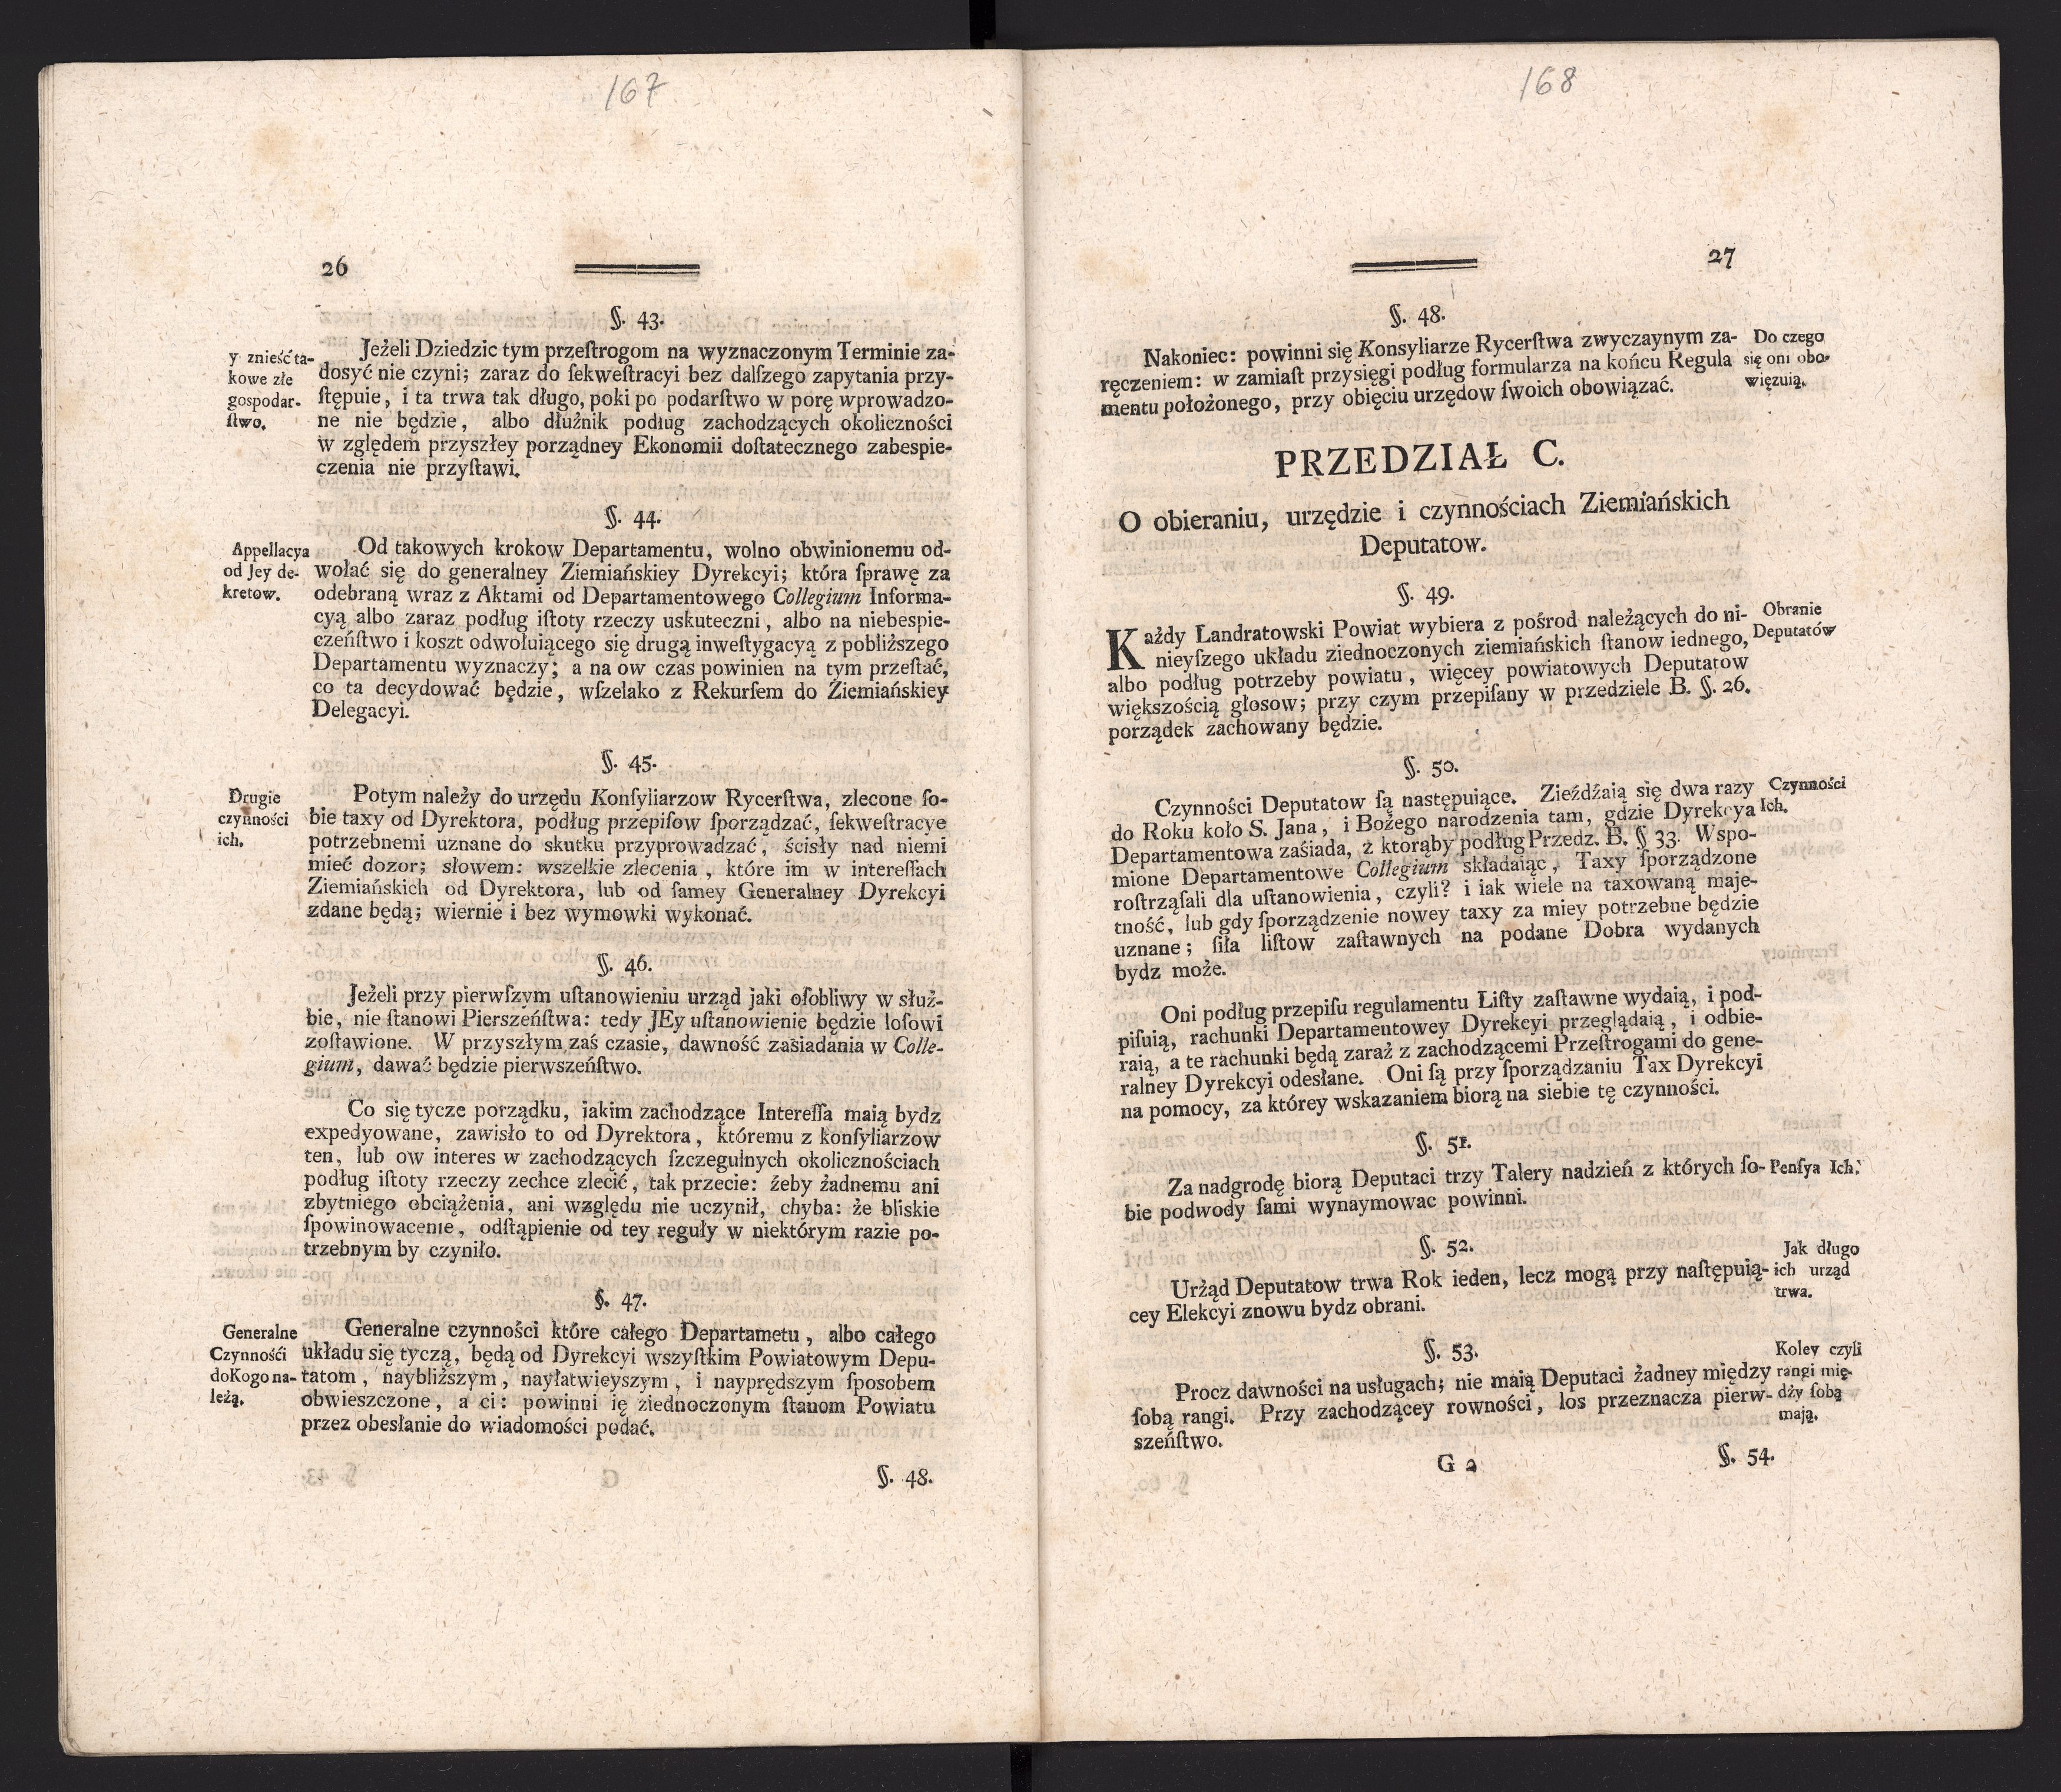 167
26
§. 43.
y znieść ta-
kowe złe
gospodar-
ſtwo.
Jeżeli Dziedzic tym przeſtrogom na wyznaczonym Terminie za-
dosyć nie czyni; zaraz do ſekweſtracyi bez dalſzego zapytania przy-
ſtępuie, i ta trwa tak długo, poki po podarſtwo w porę wprowadzo-
ne nie będzie, albo dłużnik podług zachodzących okoliczności
w zględem przyszłey porządney Ekonomii doſtatecznego zabespie-
czenia nie przyſtawi.
§. 44.
Appellacya
od Jey de-
kretow.
Od takowych krokow Departamentu, wolno obwinionemu od-
wołać się do generalney Ziemiańskiey Dyrekcyi; która ſprawę za
odebraną wraz z Aktami od Departamentowego Collegium Informa-
cyą albo zaraz podług iſtoty rzeczy uskuteczni, albo na niebespie-
czeńſtwo i koszt odwołuiącego się drugą inweſtygacyą z pobliższego
Departamentu wyznaczy; a na ow czas powinien na tym przeſtać,
co ta decydować będzie, wſzelako z Rekurſem do Ziemiańskiey
Delegacyi.
§. 45.
Drugie
czynności
ich.
Potym należy do urzędu Konſyliarzow Rycerſtwa, zlecone ſo-
bie taxy od Dyrektora, podług przepiſow ſporządzać, ſekweſtracye
potrzebnemi uznane do skutku przyprowadzać, ścisły nad niemi
mieć dozor; słowem: wszelkie zlecenia, które im w intereſſach
Ziemiańskich od Dyrektora, lub od ſamey Generalney Dyrekcyi
zdane będą; wiernie i bez wymowki wykonać.
§. 46.
Jeżeli przy pierwſzym uſtanowieniu urząd jaki oſobliwy w służ-
bie, nie ſtanowi Pierszeńſtwa: tedy JEy uſtanowienie będzie loſowi
zoſtawione. W przyszłym zaś czasie, dawność zaśiadania w Colle-
gium, dawać będzie pierwszeńſtwo.
Co się tycze porządku, jakim zachodzące Intereſſa maią bydz
expedyowane, zawisło to od Dyrektora, któremu z konſyliarzow
ten, lub ow interes w zachodzących ſzczegulnych okolicznościach
podług iſtoty rzeczy zechce zlecić, tak przecie: żeby żadnemu ani
zbytniego obciążenia, ani względu nie uczynił, chyba: że bliskie
ſpowinowacenie, odſtąpienie od tey reguły w niektórym razie po-
trzebnym by czyniło.
§. 47.
Generalne
Czynnośći
doKogo na-
leżą.
Generalne czynności które całego Departametu, albo całego
układu się tyczą, będą od Dyrekcyi wszyſtkim Powiatowym Depu-
tatom, naybliższym, nayłatwieyszym, i nayprędszym ſposobem
obwieszczone, a ci: powinni ię ziednoczonym ſtanom Powiatu
przez obesłanie do wiadomości podać.
§. 48.
168
27
§. 48.
Nakoniec: powinni się Konsyliarze Rycerſtwa zwyczaynym za-
ręczeniem: w zamiaſt przysięgi podług formularza na końcu Regula
mentu położonego, przy obięciu urzędow ſwoich obowiązać.
Do czego
się oni obo-
więzuią.
PRZEDZIAŁ C.
O obieraniu, urzędzie i czynnościach Ziemiańskich
Deputatow.
§. 49.
Każdy Landratowski Powiat wybiera z pośrod należących do ni-
nieyſzego układu ziednoczonych ziemiańskich ſtanow iednego,
albo podług potrzeby powiatu, więcey powiatowych Deputatow
większością głosow; przy czym przepiſany w przedziele B. §. 26.
porządek zachowany będzie.
Obranie
Deputatów
§. 50.
Czynności Deputatow ſą następuiące. Zieźdźaią się dwa razy
do Roku koło S. Jana, i Bożego narodzenia tam, gdzie Dyrekcya
Departamentowa zaśiada, z ktorąby podług Przedz. B. § 33. Wspo-
mione Departamentowe Collegium składaiąc, Taxy ſporządzone
roſtrząſali dla uſtanowienia, czyli? i iak wiele na taxowaną maje-
tność, lub gdy ſporządzenie nowey taxy za miey potrzebne będzie
uznane; ſiła liſtow zaſtawnych na podane Dobra wydanych
bydz może.
Czynności
Ich.
Oni podług przepiſu regulamentu Liſty zaſtawne wydaią, i pod-
piſuią, rachunki Departamentowey Dyrekcyi przeglądaią, i odbie-
raią, a te rachunki będą zaraź z zachodzącemi Przeſtrogami do gene-
ralney Dyrekcyi odesłane. Oni ſą przy ſporządzaniu Tax Dyrekcyi
na pomocy, za którey wskazaniem biorą na siebie tę czynności.
§. 51.
Za nadgrodę biorą Deputaci trzy Talery nadzień z których ſo-
bie podwody ſami wynaymowac powinni.
Penſya Ich.
§. 52.
Urżąd Deputatow trwa Rok ieden, lecz mogą przy naſtępuią-
cey Elekcyi znowu bydz obrani.
Jak długo
ich urząd
trwa.
§. 53.
Procz dawności na usługach; nie maią Deputaci żadney między
ſobą rangi. Przy zachodzącey rowności, los przeznacza pierw-
szeńſtwo.
Koley czyli
rangi mię-
dźy ſobą
mają.
G 2
§. 54.